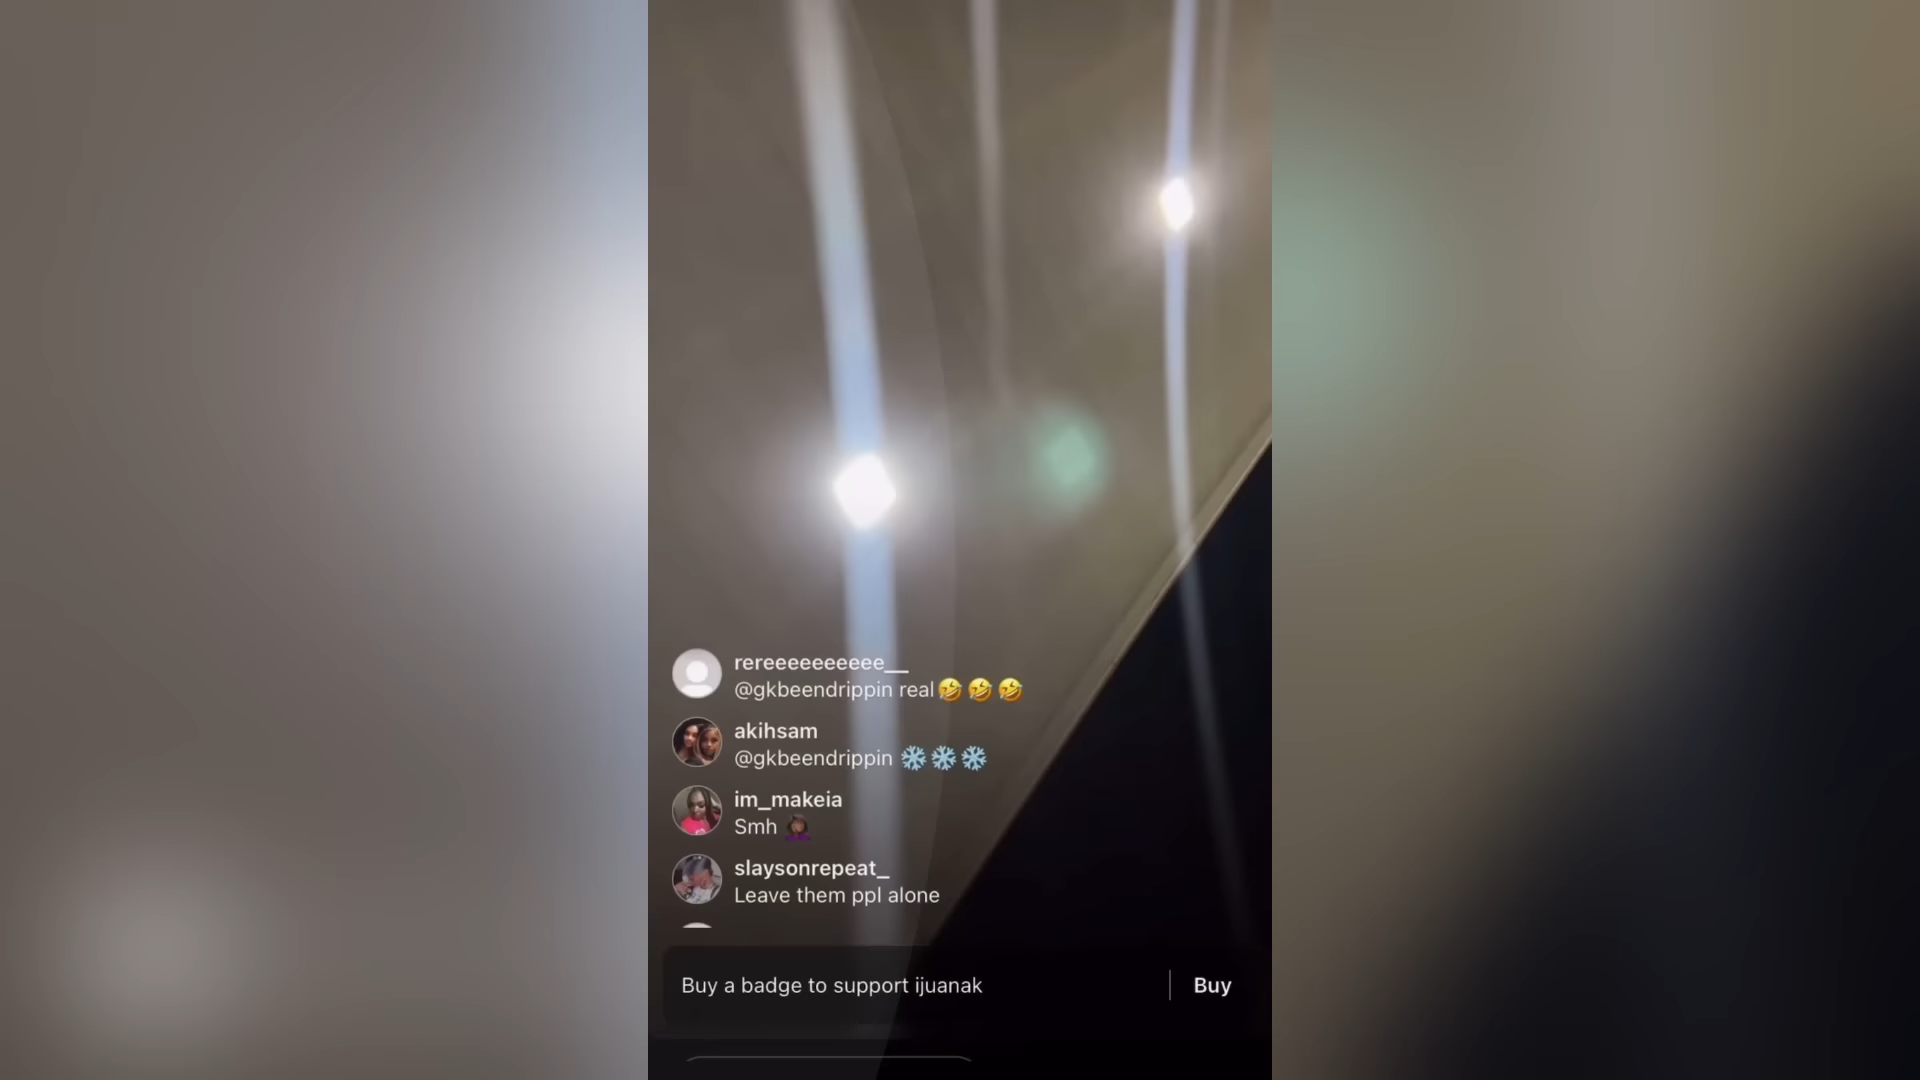 rereeeeeeeeee__
@gkbeendrippin real🤣🤣🤣
akihsam
@gkbeendrippin ❄️❄️❄️
im_makeia
Smh 🤦🏾‍♀️
slaysonrepeat_
Leave them ppl alone
Buy a badge to support ijuanak
Buy